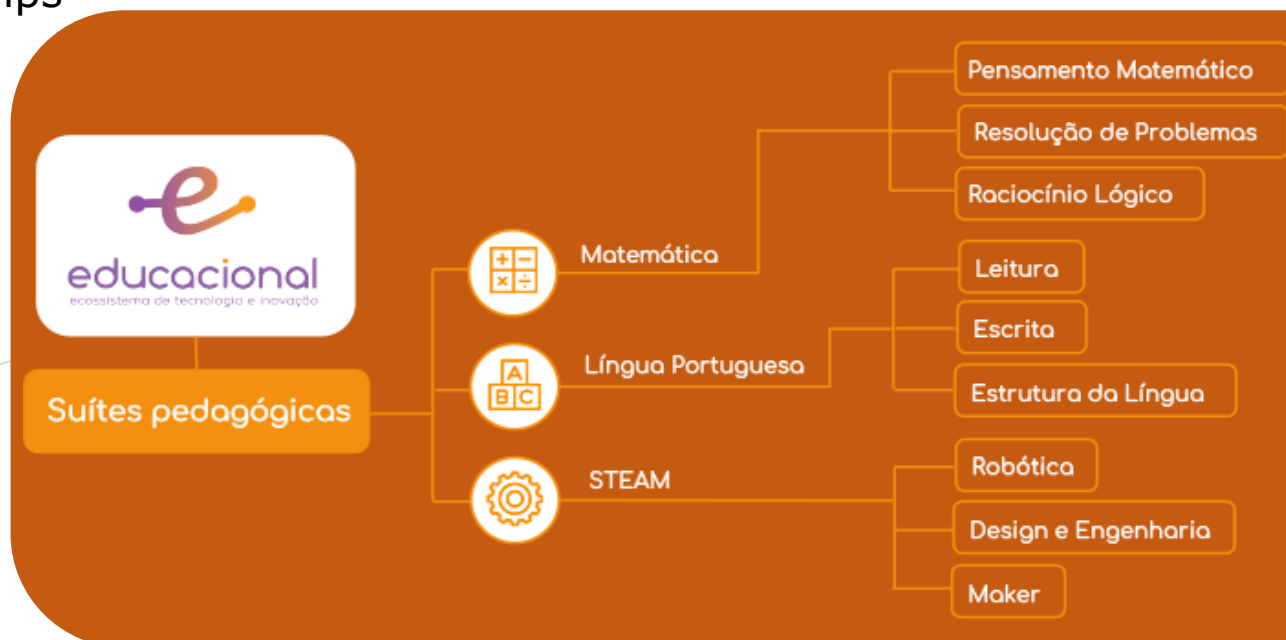 educacional
ecossistema de tecnologia e inovação
Suítes pedagógicas
Matemática
Pensamento Matemático
Resolução de Problemas
Raciocínio Lógico
Língua Portuguesa
A
B C
Leitura
Escrita
Estrutura da Língua
STEAM
Robótica
Design e Engenharia
Maker